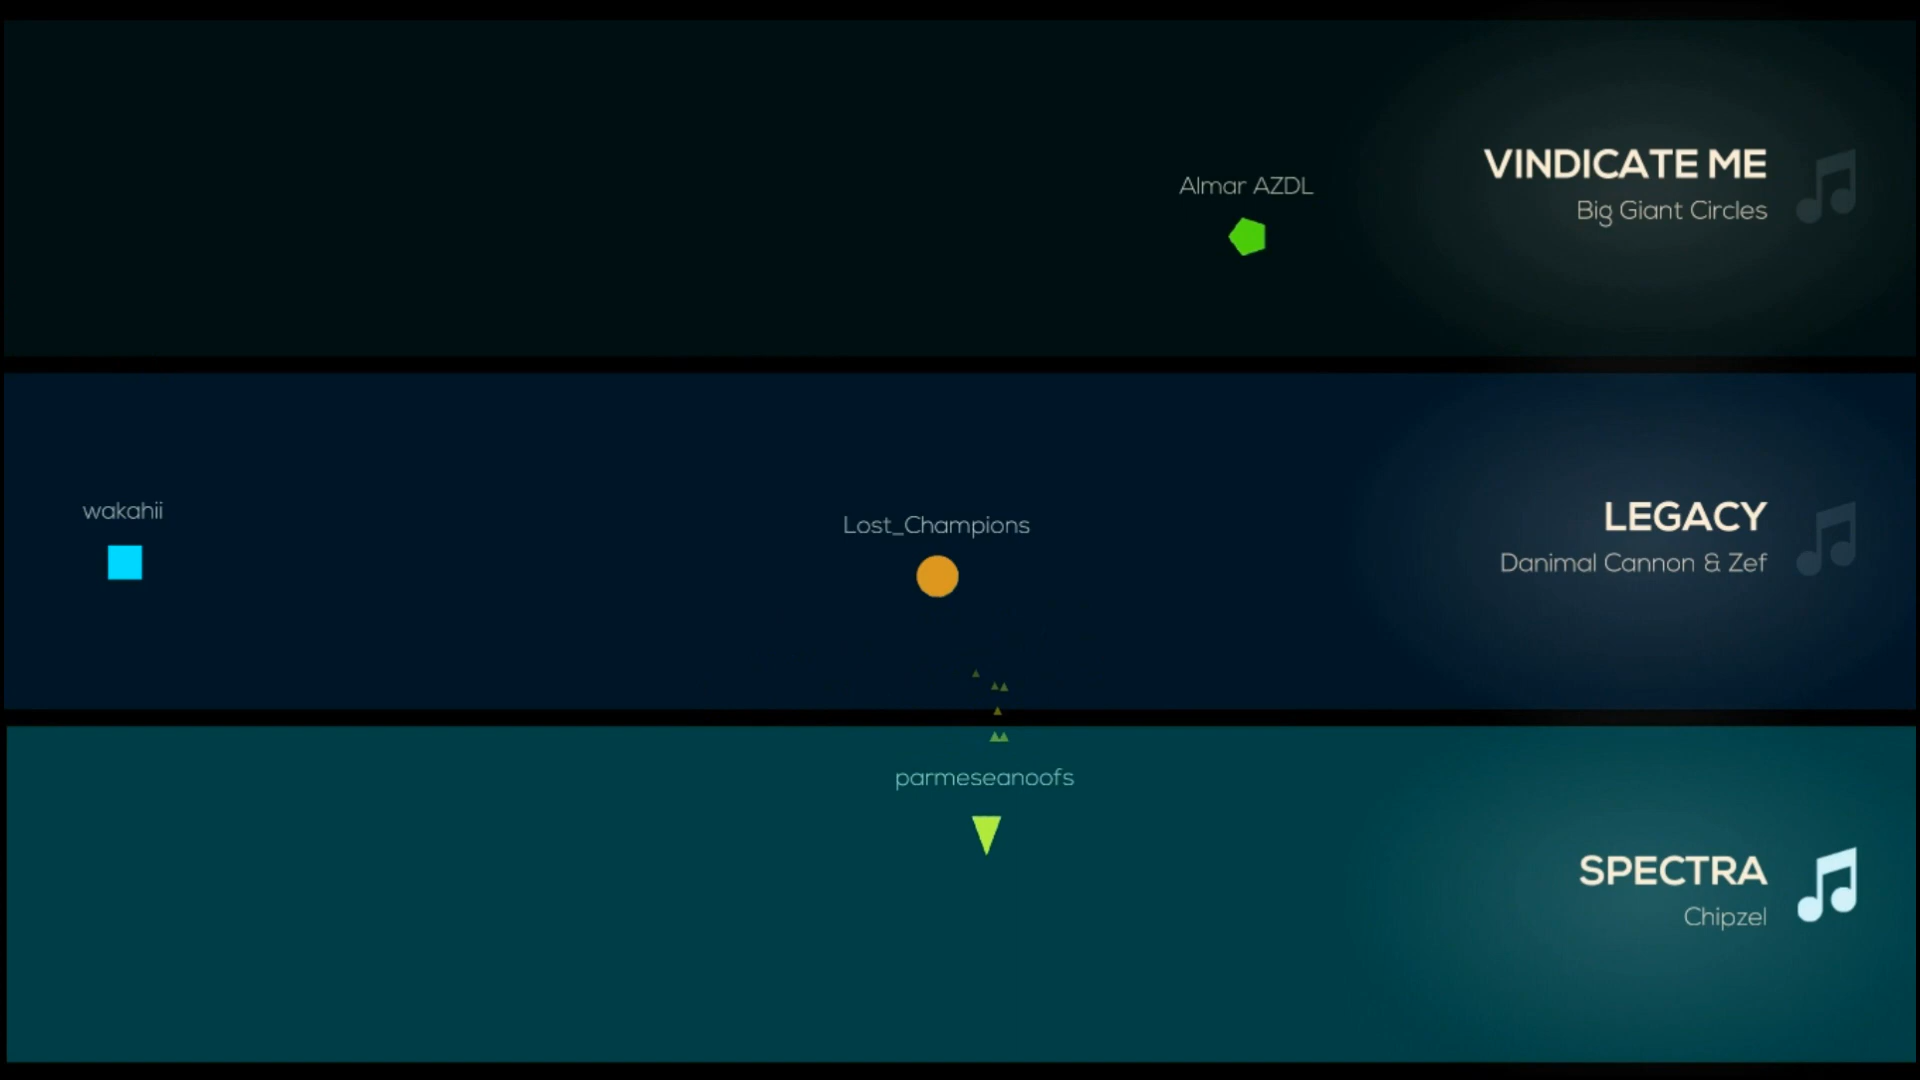 VINDICATE ME
Almar AZDL
Big Giant Circles
wakahii
Lost_Champions
LEGACY
Danimal Cannon & Zef
parmeseanoofs
SPECTRA
Chipzel